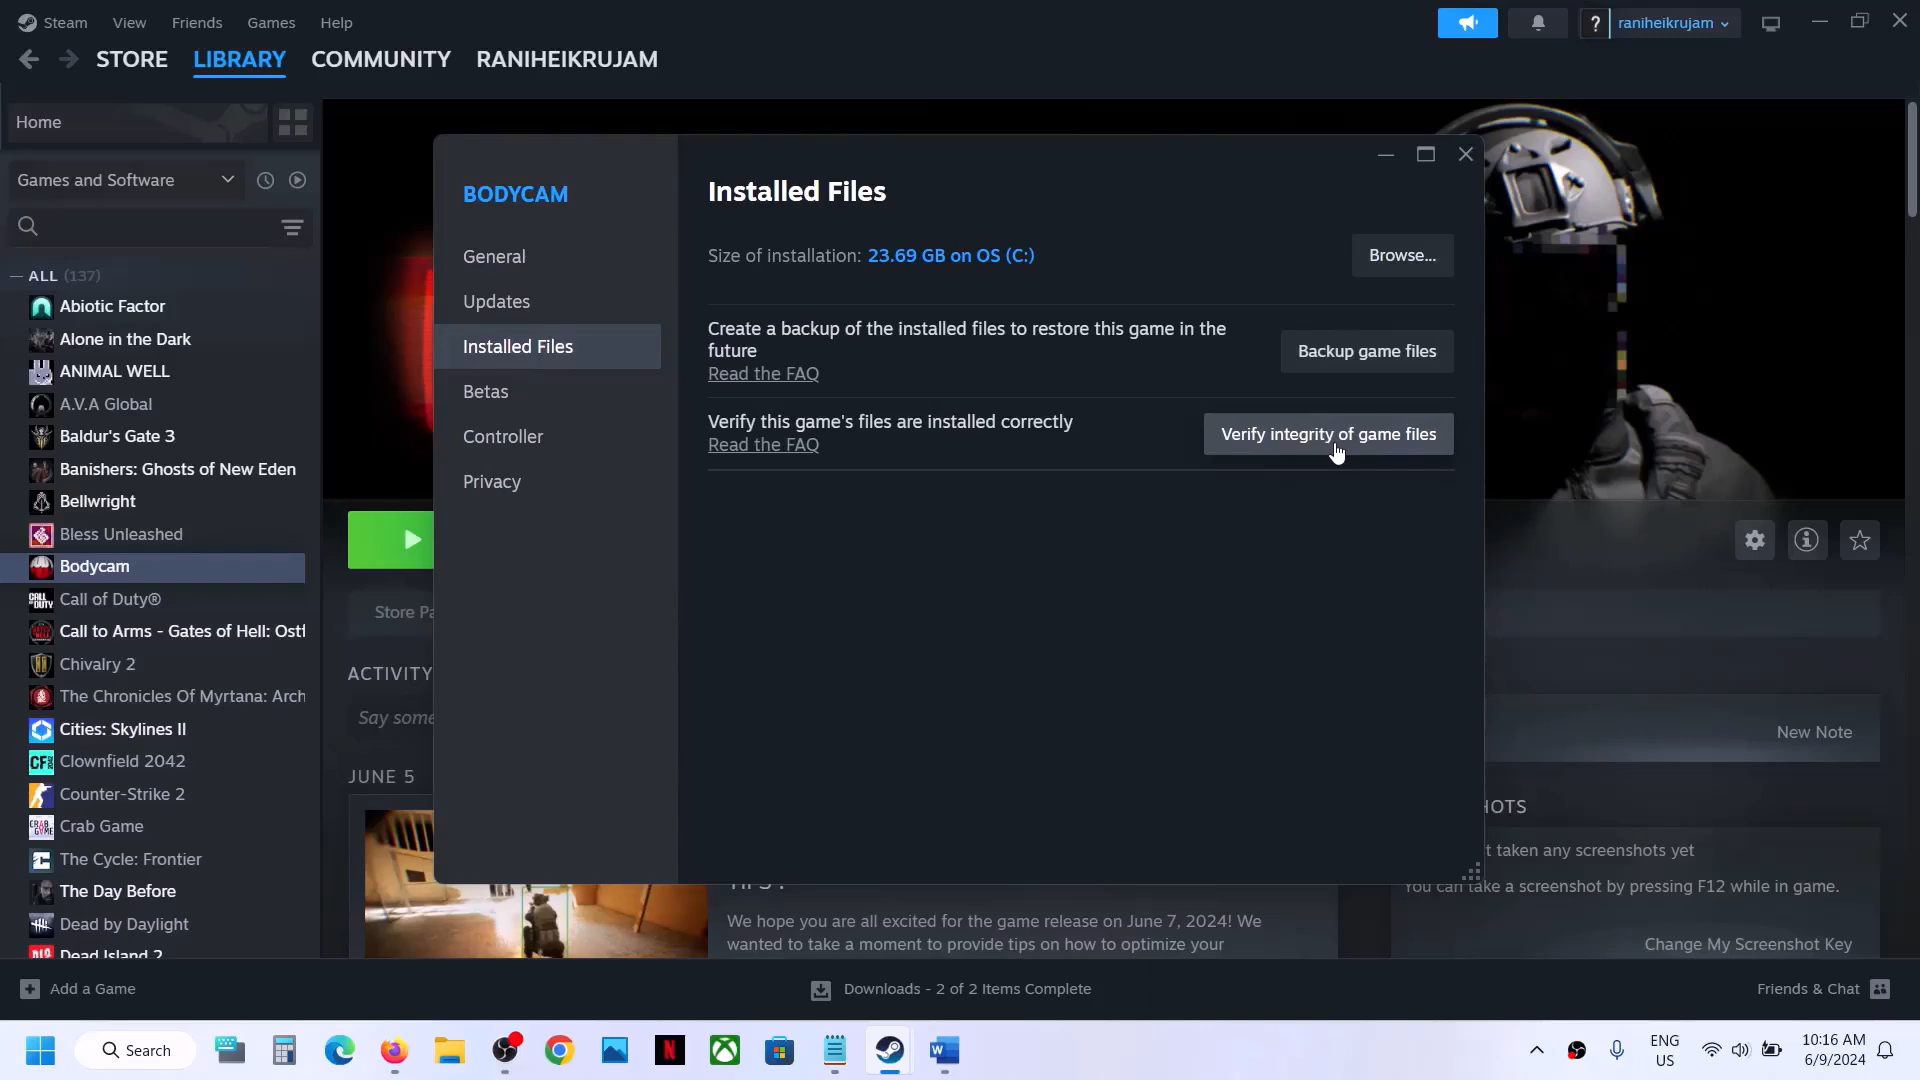 Steam View Friends Games Help
raniheikrujam
STORE LIBRARY COMMUNITY RANIHEIKRUJAM
Home
Games and Software
ALL (137)
Abiotic Factor
Alone in the Dark
ANIMAL WELL
A.V.A Global
Baldur's Gate 3
Banishers: Ghosts of New Eden
Bellwright
Bless Unleashed
Bodycam
Call of Duty®
Call to Arms - Gates of Hell: Ostf
Chivalry 2
The Chronicles Of Myrtana: Arch
Cities: Skylines II
Clownfield 2042
Counter-Strike 2
Crab Game
The Cycle: Frontier
The Day Before
Dead by Daylight
Dead Island 2
BODYCAM
General
Updates
Installed Files
Betas
Controller
Privacy
Installed Files
Size of installation: 23.69 GB on OS (C:)
Browse...
Create a backup of the installed files to restore this game in the
future
Read the FAQ
Backup game files
Verify this game's files are installed correctly
Read the FAQ
Verify integrity of game files
Store Pa
ACTIVITY
Say some
JUNE 5
New Note
HOTS
t taken any screenshots yet
You can take a screenshot by pressing F12 while in game.
Change My Screenshot Key
We hope you are all excited for the game release on June 7, 2024! We
wanted to take a moment to provide tips on how to optimize your
Add a Game
Downloads - 2 of 2 Items Complete
Friends & Chat
Search
ENG
US
10:16 AM
6/9/2024